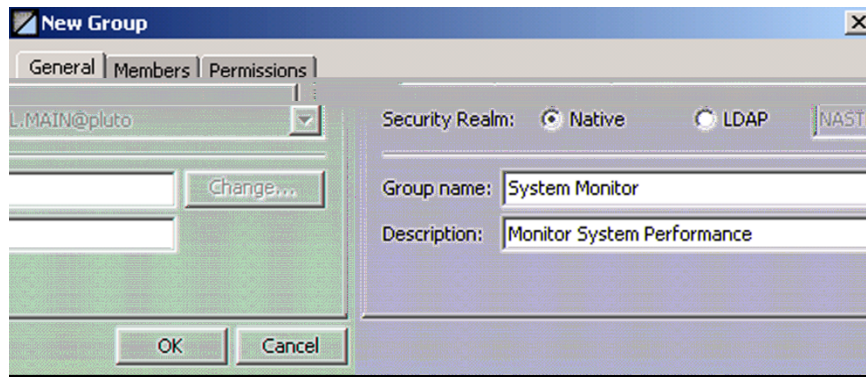 New Group
General Members Permissions
L.MAIN@pluto
Security Realm: Native LDAP NAST
Change...
Group name: System Monitor
Description: Monitor System Performance
OK Cancel